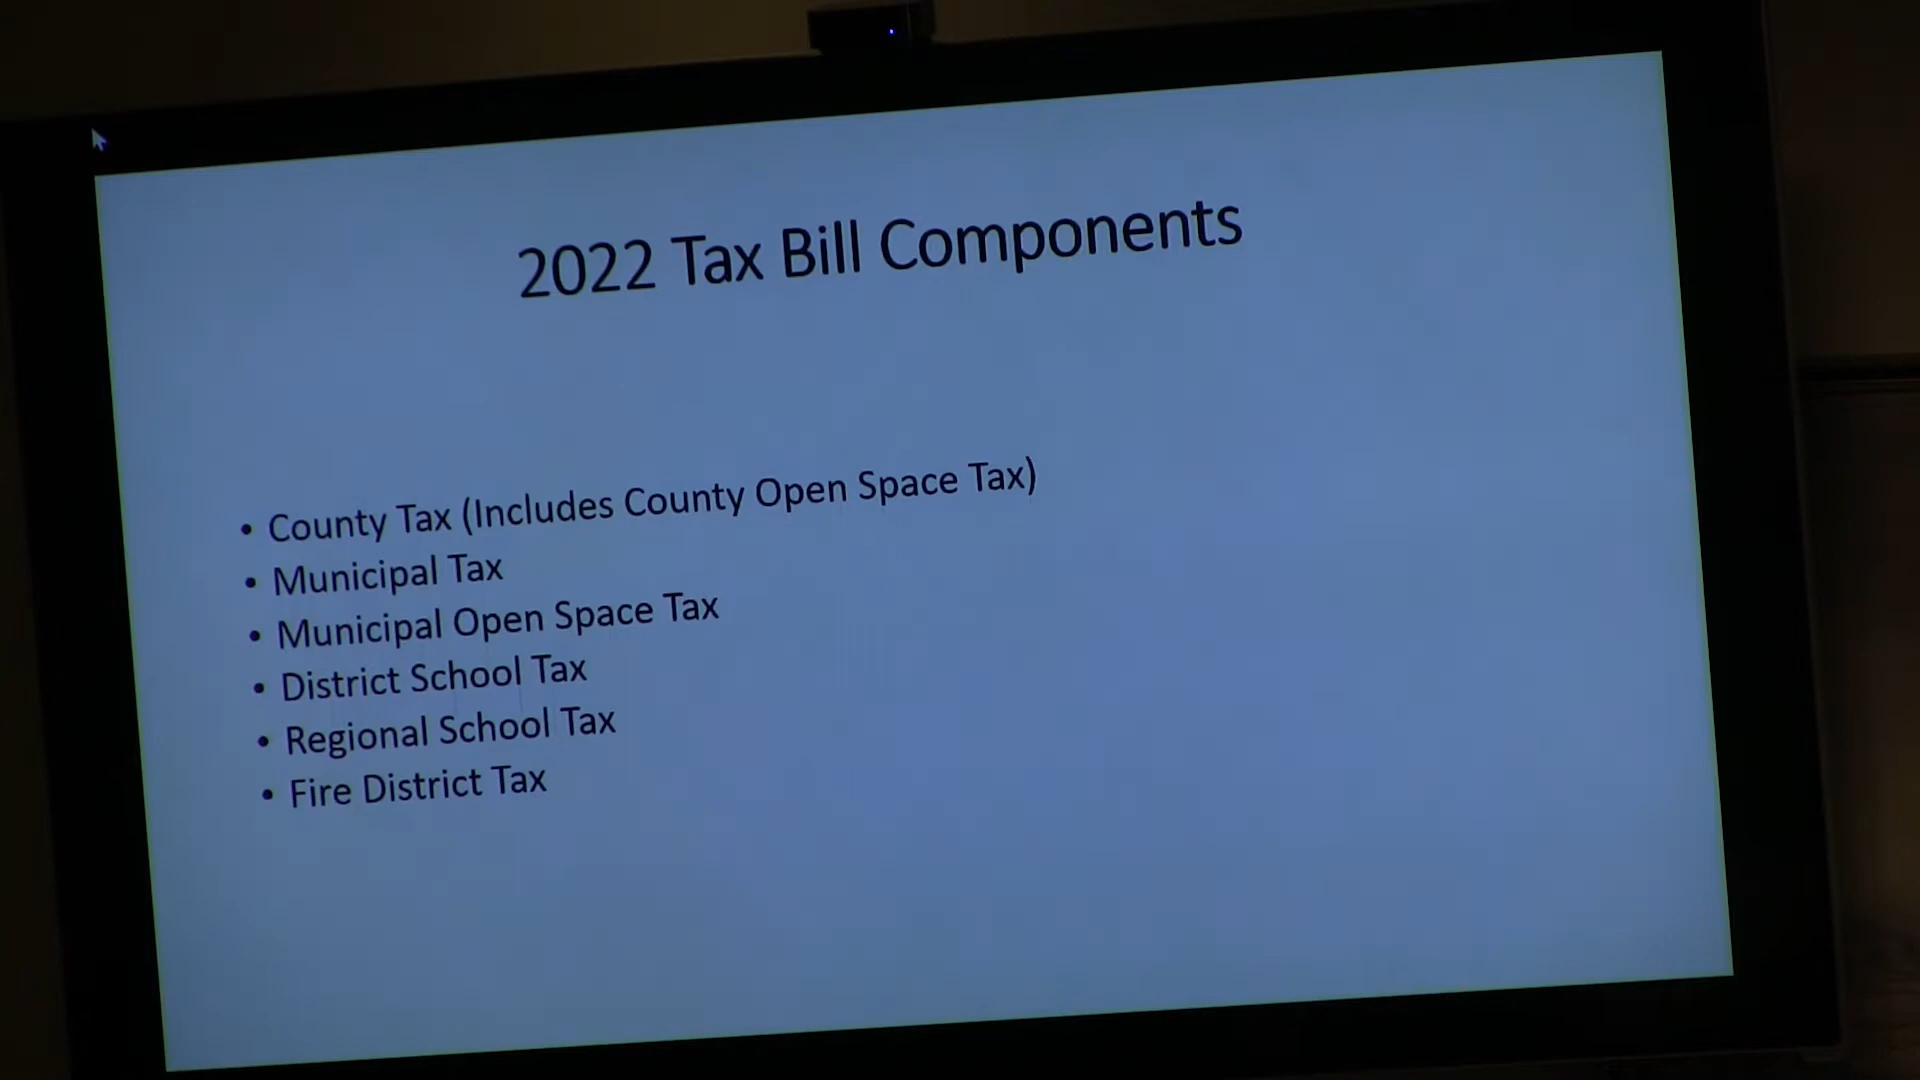 2022 Tax Bill Components
• County Tax (Includes County Open Space Tax)
• Municipal Tax
• Municipal Open Space Tax
• District School Tax
• Regional School Tax
• Fire District Tax